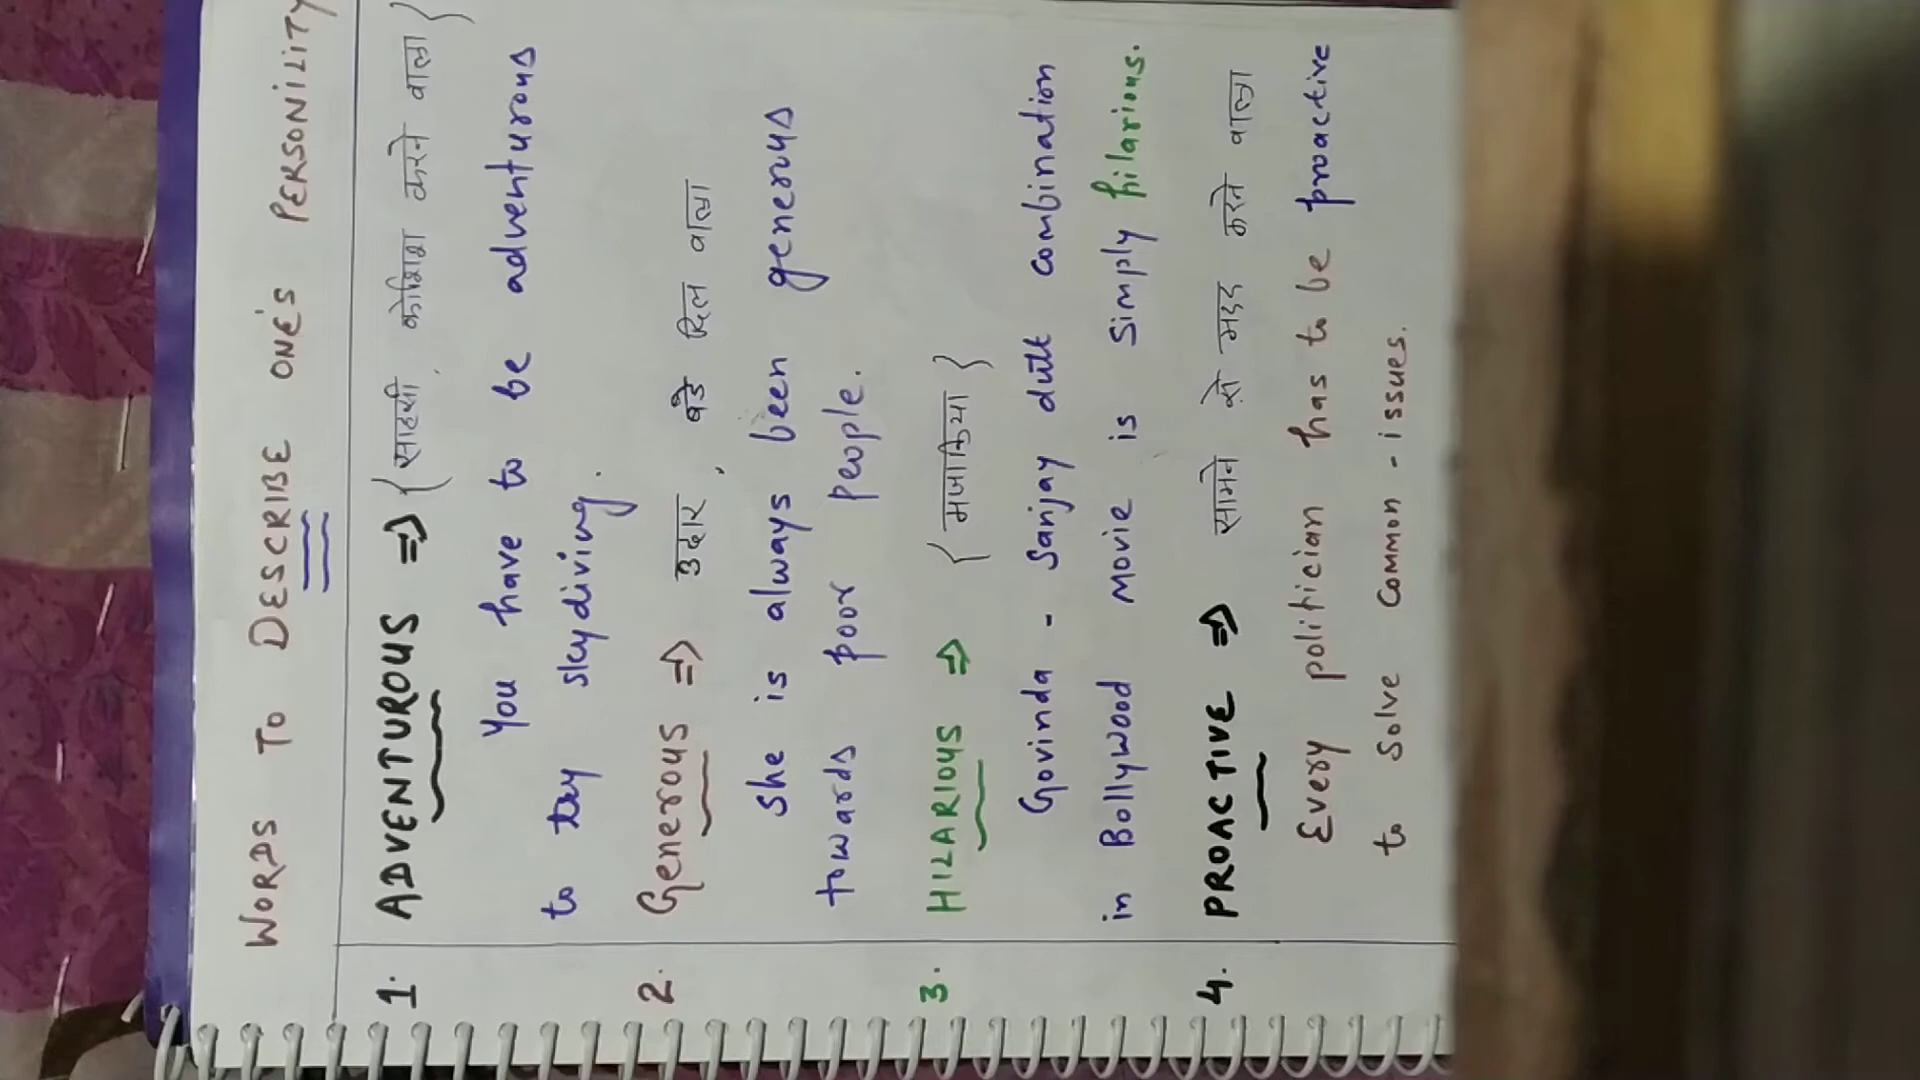 WORDS TO DESCRIBE ONE'S PERSONILITY
1. ADVENTUROUS => { साहसी, कोशिश करने वाला }
You have to be adventurous
to try skydiving.
2. Generous => उदार, बड़े दिल वाला
She is always been generous
towards poor people.
3. HILARIOUS => { मजाकिया }
Govinda - Sanjay dutt combination
in Bollywood movie is simply hilarious.
4. PROACTIVE => सामने से मदद करने वाला
Every politician has to be proactive
to solve common - issues.